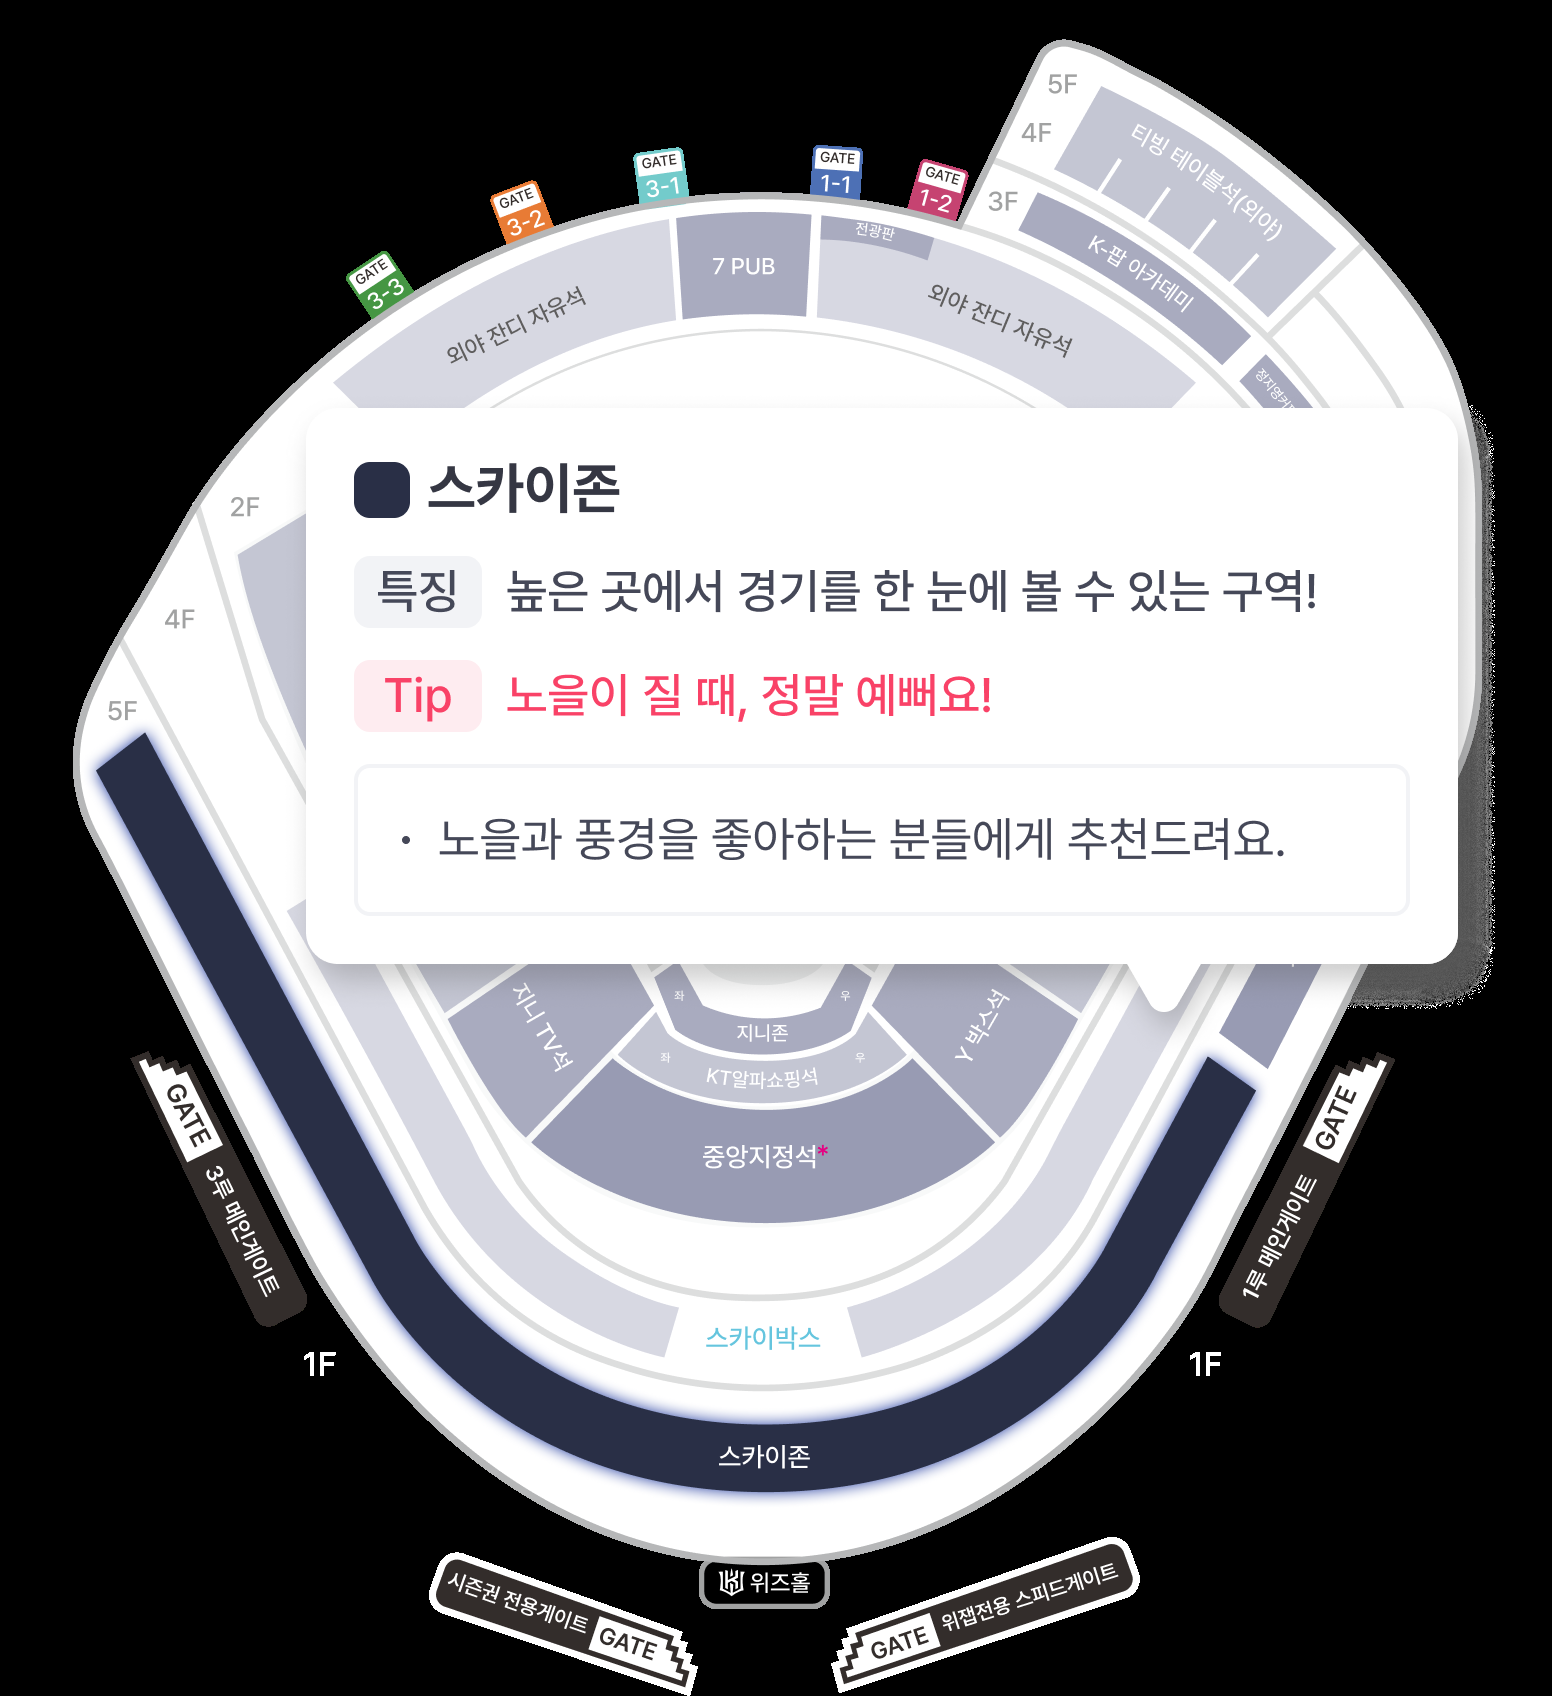 5F
4F
티빙 테이블석(외야)
3F
K-팝 아카데미
GATE
3-1
GATE
1-1
GATE
1-2
GATE
3-2
GATE
3-3
전광판
7 PUB
외야 잔디 자유석
외야 잔디 자유석
2F
4F
5F
스카이존
특징 높은 곳에서 경기를 한 눈에 볼 수 있는 구역!
Tip 노을이 질 때, 정말 예뻐요!
• 노을과 풍경을 좋아하는 분들에게 추천드려요.
지니 TV석
좌
우
지니존
Y 박스석
좌
우
KT알파쇼핑석
중앙지정석*
GATE 3루 메인게이트
GATE 1루 메인게이트
스카이박스
1F
1F
스카이존
위즈홀
시즌권 전용게이트 GATE
GATE 위잽전용 스피드게이트